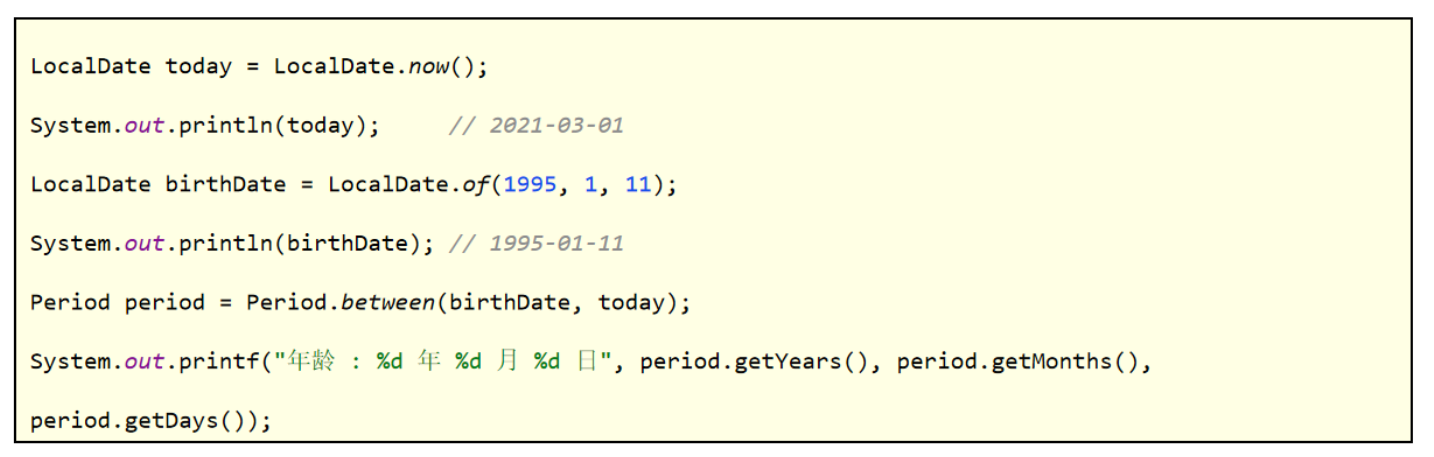 LocalDate today = LocalDate.now();
System.out.println(today);     // 2021-03-01
LocalDate birthDate = LocalDate.of(1995, 1, 11);
System.out.println(birthDate); // 1995-01-11
Period period = Period.between(birthDate, today);
System.out.printf("年龄 : %d 年 %d 月 %d 日", period.getYears(), period.getMonths(),
period.getDays());